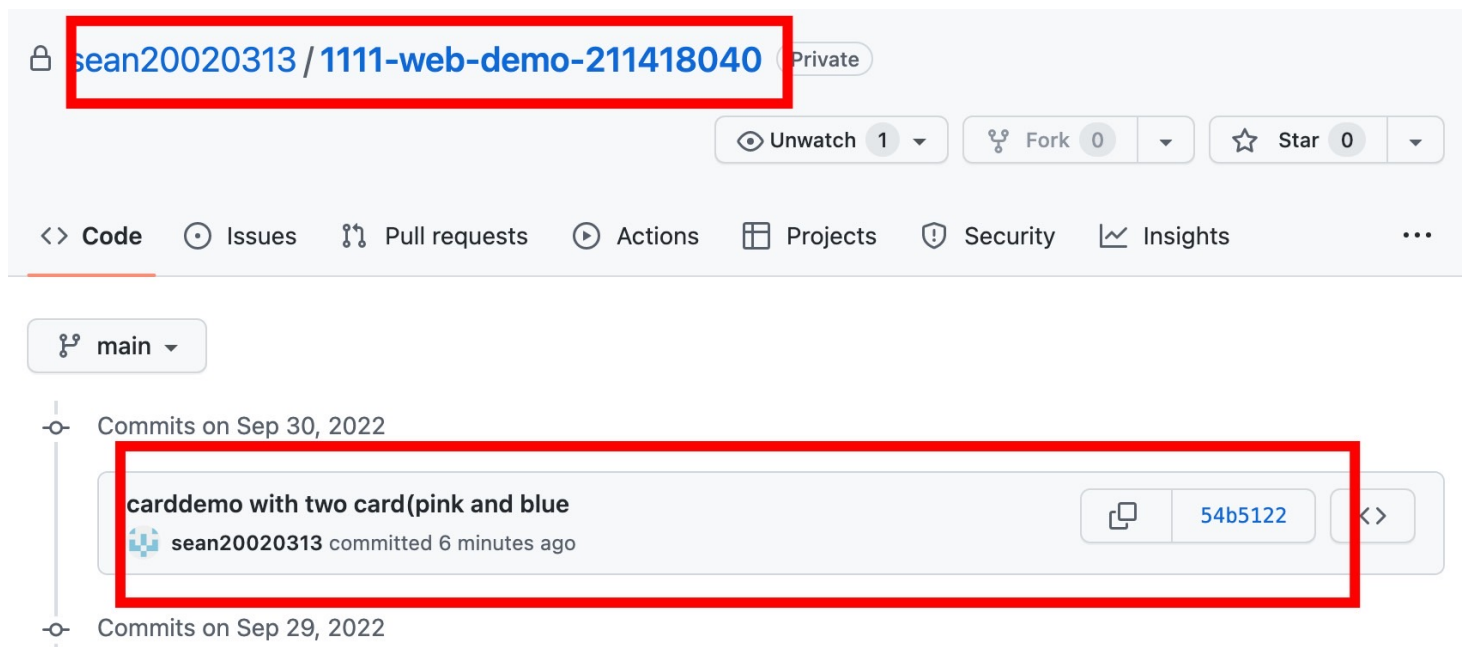 sean20020313 / 1111-web-demo-211418040 Private
Unwatch 1 Fork 0 Star 0
Code Issues Pull requests Actions Projects Security Insights
main
Commits on Sep 30, 2022
carddemo with two card(pink and blue
54b5122
sean20020313 committed 6 minutes ago
Commits on Sep 29, 2022